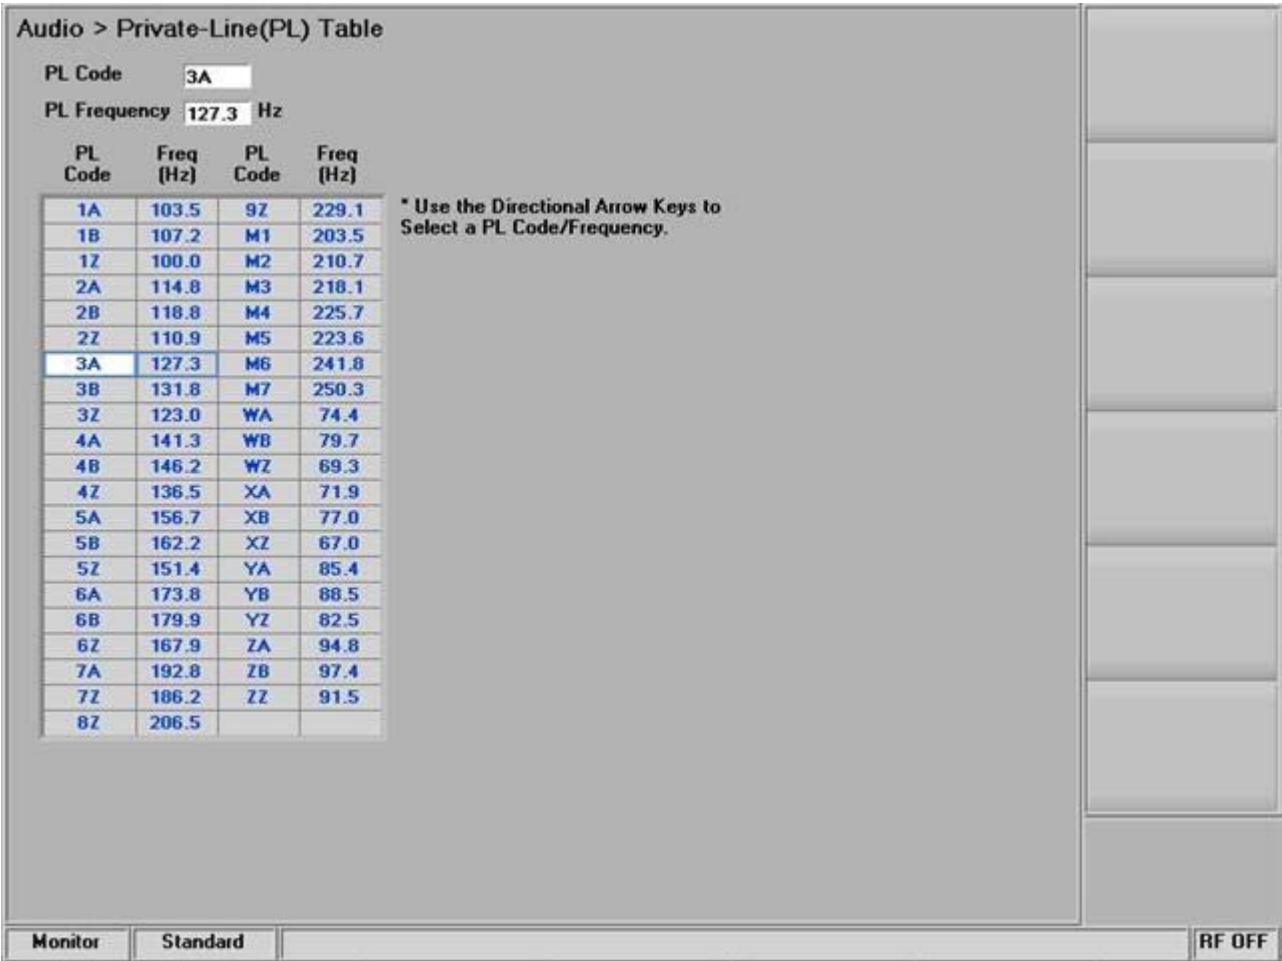 Audio > Private-Line(PL) Table
PL Code 3A
PL Frequency 127.3 Hz
PL Freq PL Freq
Code (Hz) Code (Hz)
1A 103.5 9Z 229.1
1B 107.2 M1 203.5
1Z 100.0 M2 210.7
2A 114.8 M3 218.1
2B 118.8 M4 225.7
2Z 110.9 M5 223.6
3A 127.3 M6 241.8
3B 131.8 M7 250.3
3Z 123.0 WA 74.4
4A 141.3 WB 79.7
4B 146.2 WZ 69.3
4Z 136.5 XA 71.9
5A 156.7 XB 77.0
5B 162.2 XZ 67.0
5Z 151.4 YA 85.4
6A 173.8 YB 88.5
6B 179.9 YZ 82.5
6Z 167.9 ZA 94.8
7A 192.8 ZB 97.4
7Z 186.2 ZZ 91.5
8Z 206.5
* Use the Directional Arrow Keys to
Select a PL Code/Frequency.
Monitor Standard RF OFF